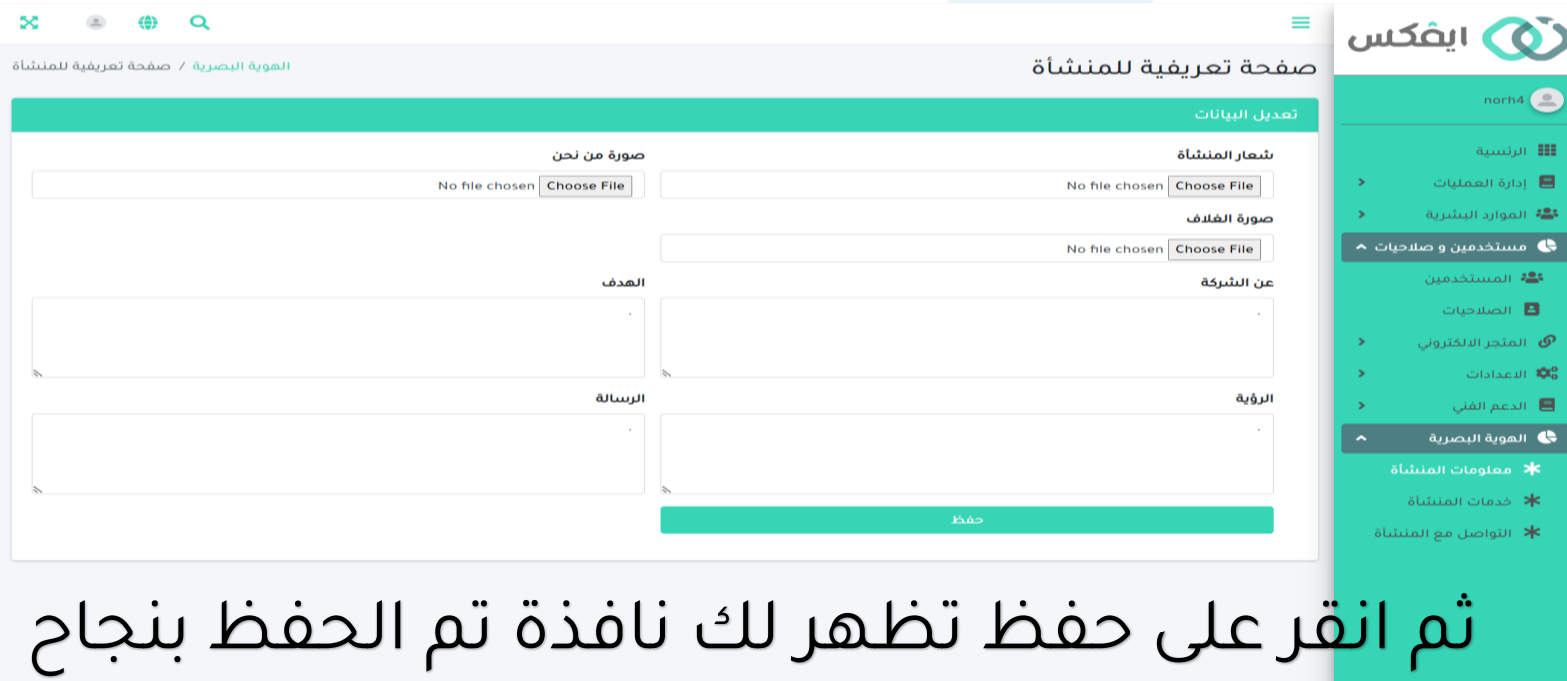 ايفكس
norh4
الرئسية
إدارة العمليات
الموارد البشرية
مستخدمين و صلاحيات
المستخدمين
الصلاحيات
المتجر الالكتروني
الاعدادات
الدعم الفني
الهوية البصرية
معلومات المنشأة
خدمات المنشأة
التواصل مع المنشأة
صفحة تعريفية للمنشأة
الهوية البصرية / صفحة تعريفية للمنشأة
تعديل البيانات
شعار المنشأة
Choose File No file chosen
صورة من نحن
Choose File No file chosen
صورة الغلاف
Choose File No file chosen
عن الشركة
.
الهدف
.
الرؤية
.
الرسالة
.
حفظ
ثم انقر على حفظ تظهر لك نافذة تم الحفظ بنجاح